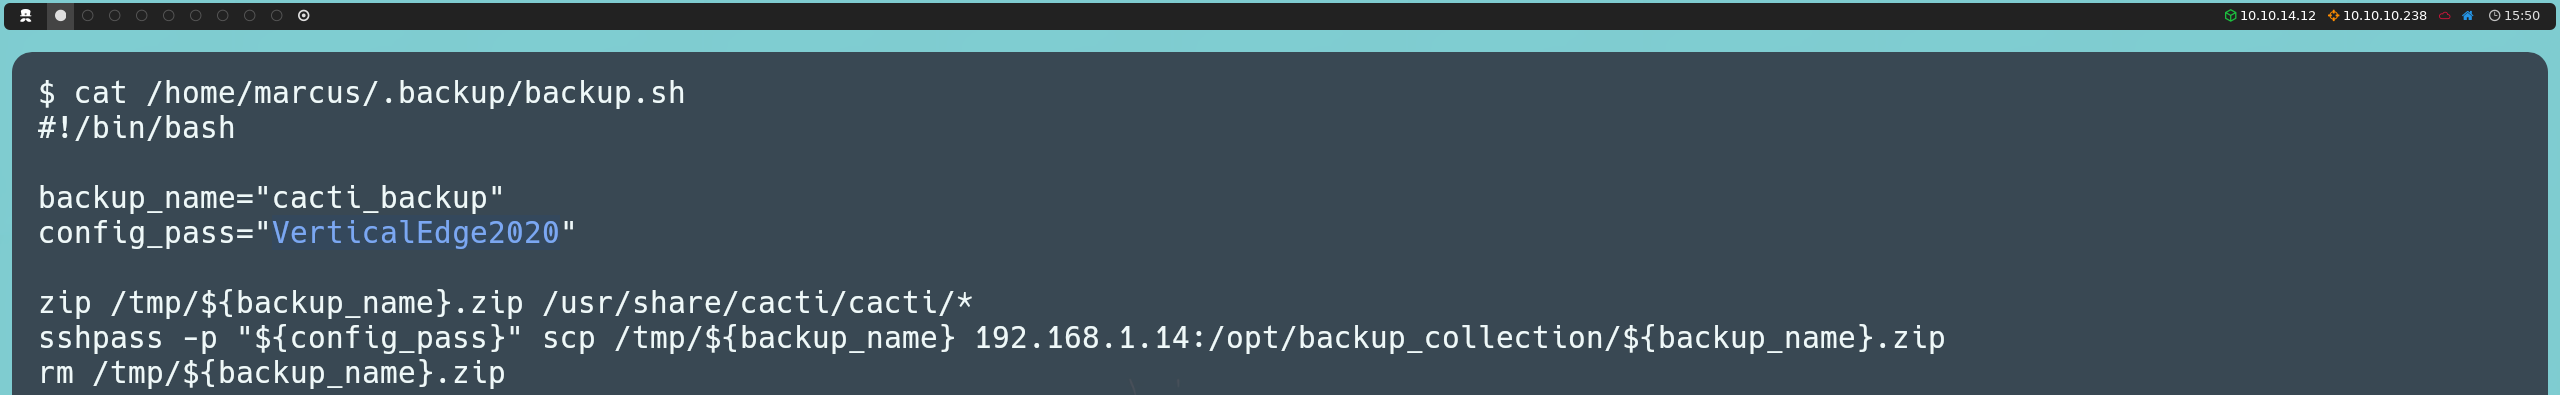 10.10.14.12 10.10.10.238 15:50
$ cat /home/marcus/.backup/backup.sh
#!/bin/bash
backup_name="cacti_backup"
config_pass="VerticalEdge2020"
zip /tmp/${backup_name}.zip /usr/share/cacti/cacti/*
sshpass -p "${config_pass}" scp /tmp/${backup_name} 192.168.1.14:/opt/backup_collection/${backup_name}.zip
rm /tmp/${backup_name}.zip